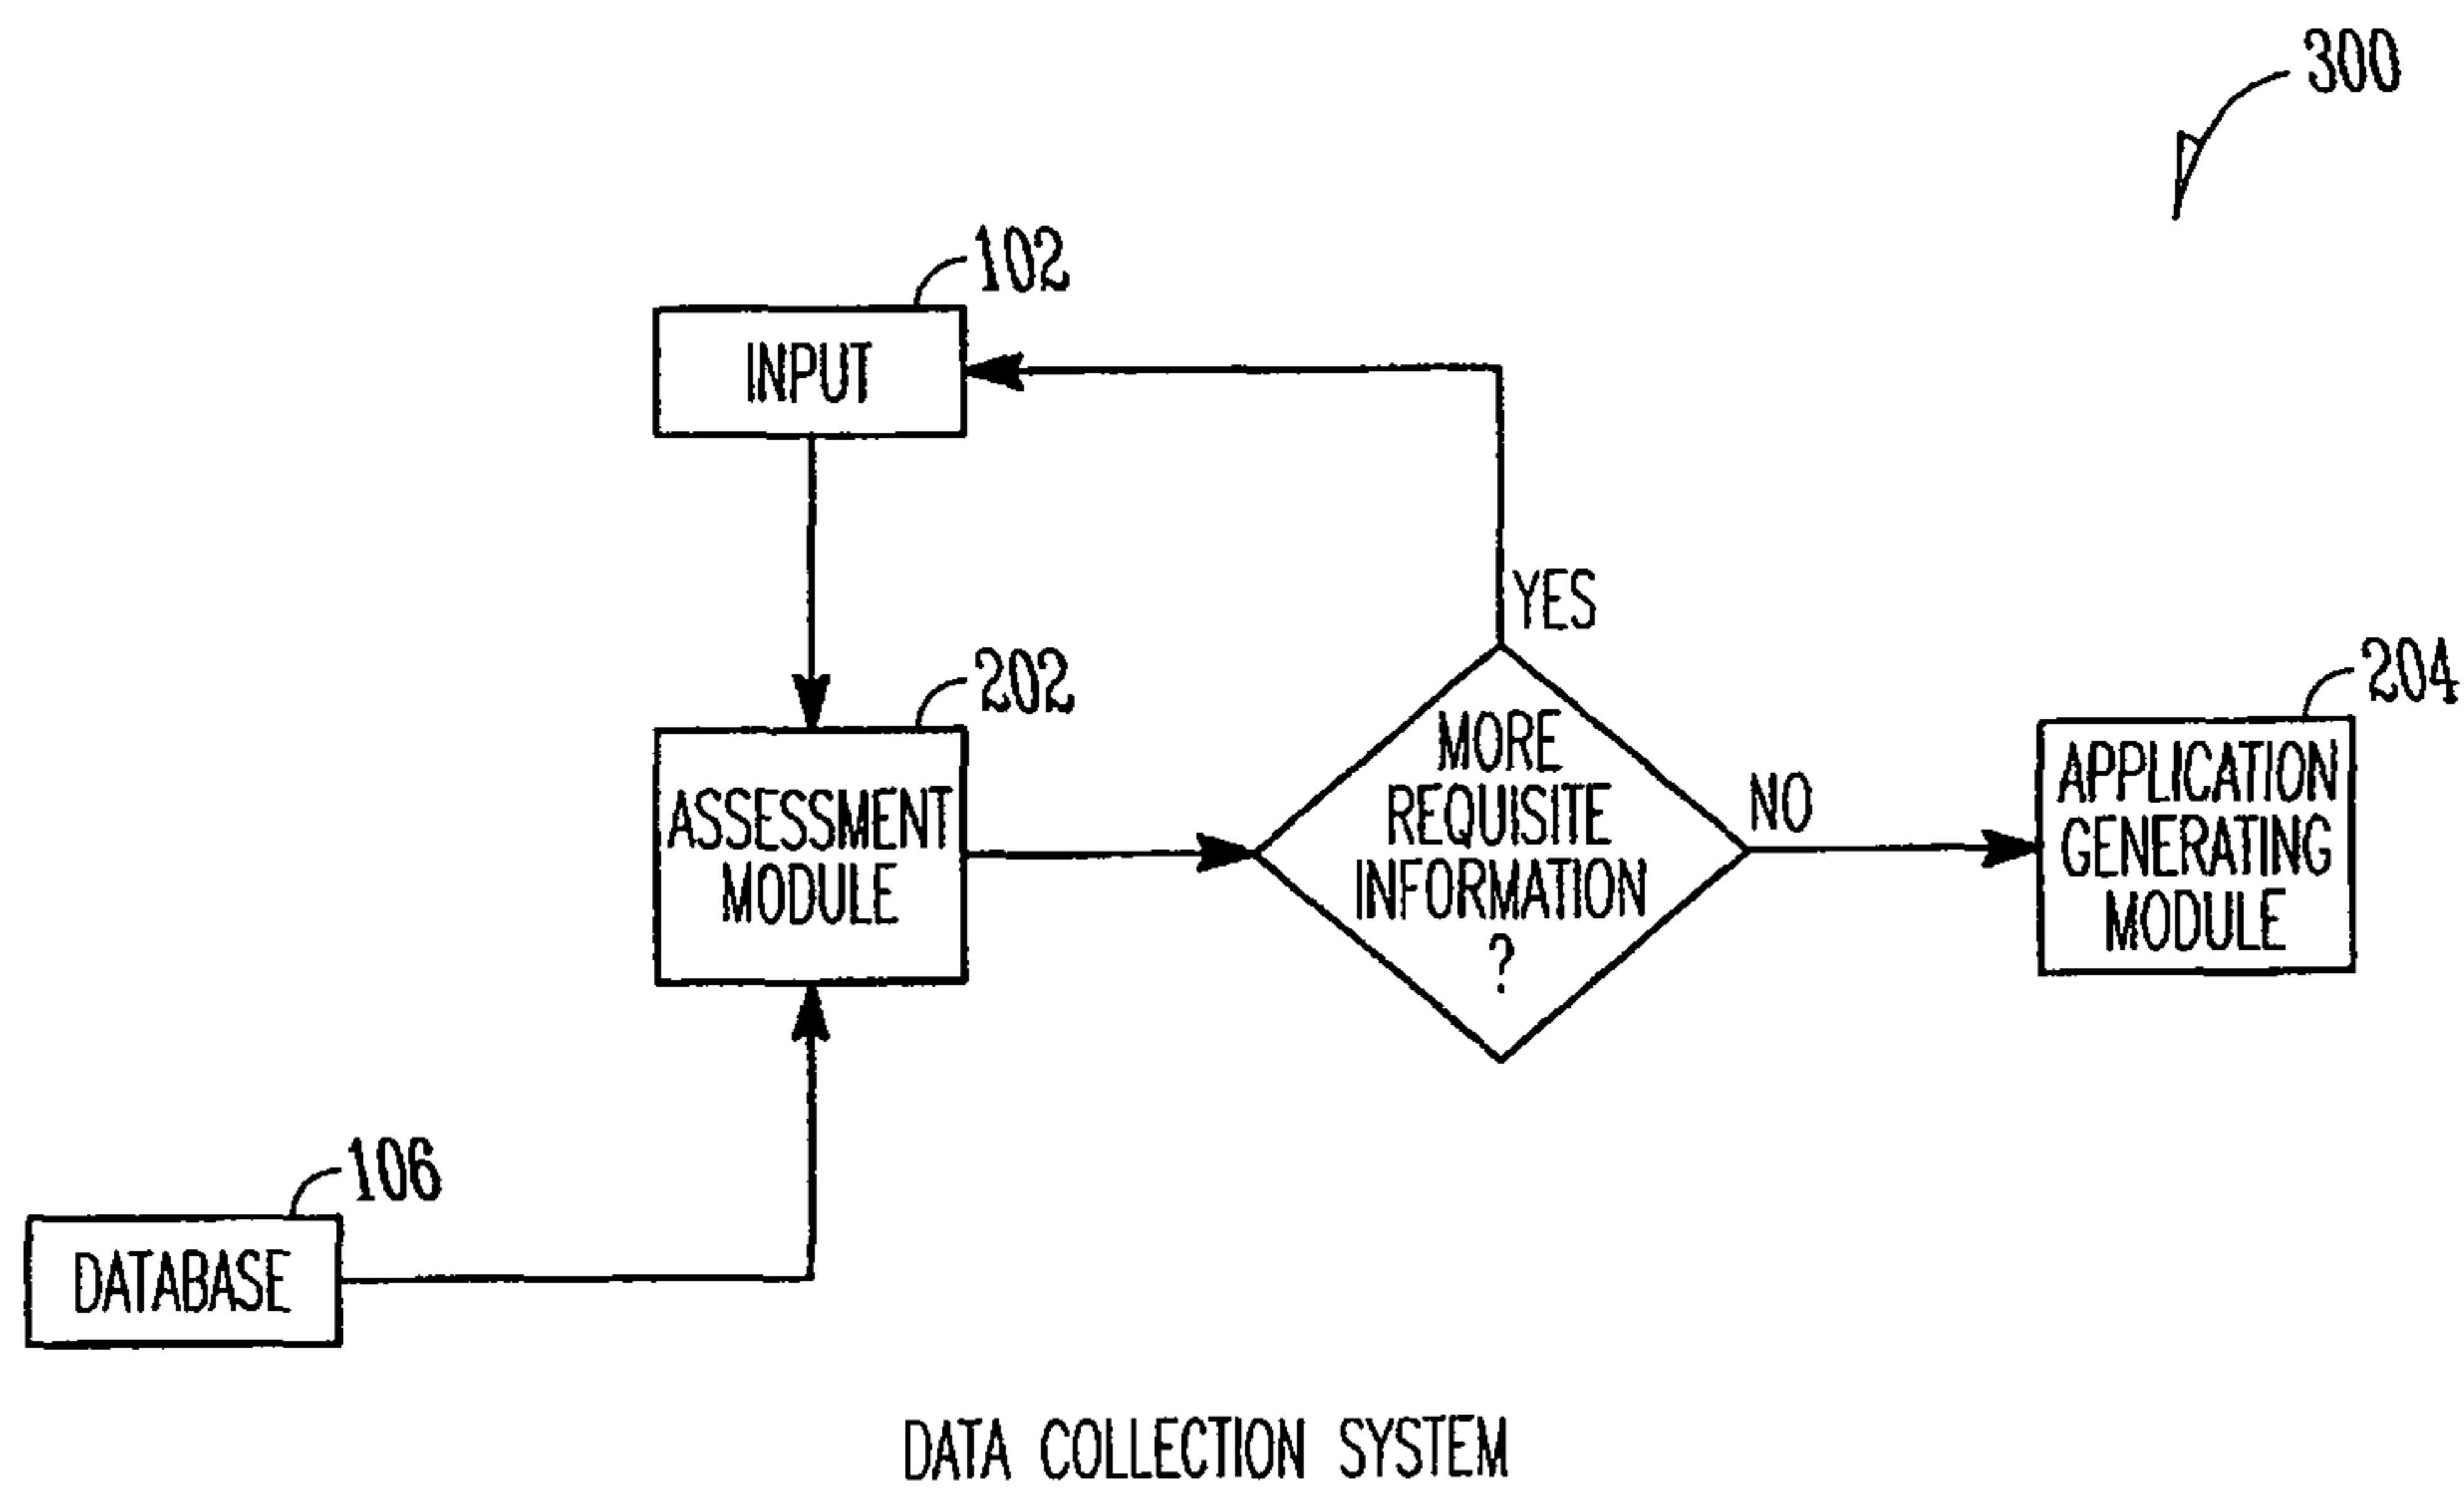 300
102
INPUT
YES
202
ASSESSMENT
MODULE
MORE
REQUISITE
INFORMATION
?
NO
204
APPLICATION
GENERATING
MODULE
106
DATABASE
DATA COLLECTION SYSTEM